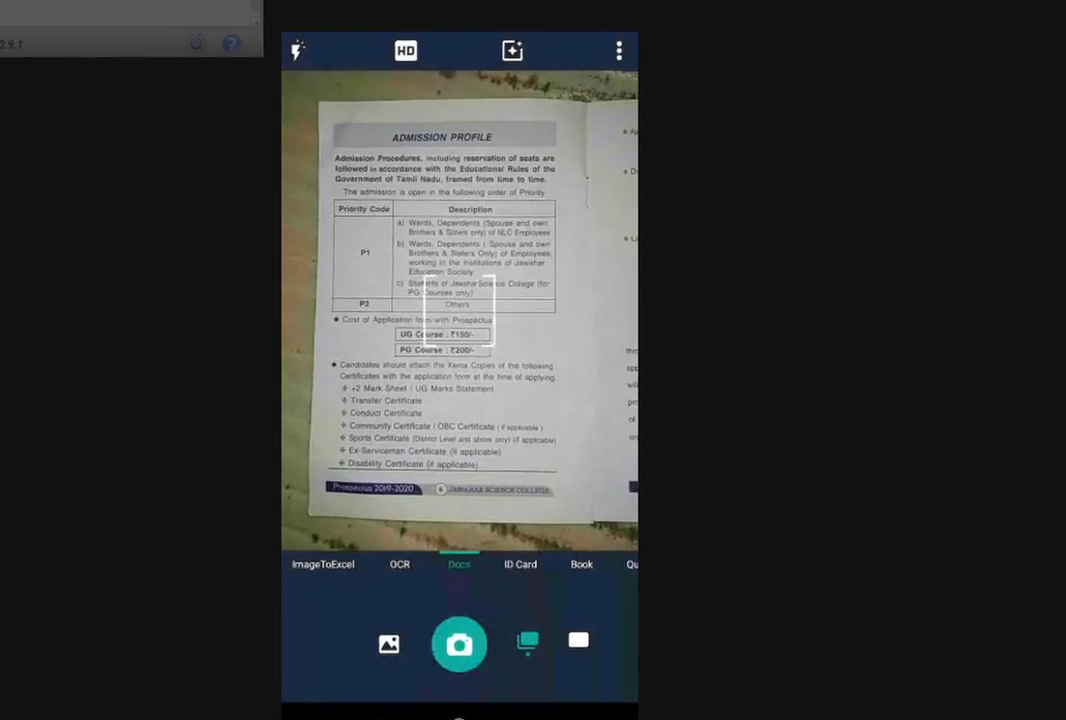 0.9.1
HD
ADMISSION PROFILE
Admission Procedures, including reservation of seats are
followed in accordance with the Educational Rules of the
Government of Tamil Nadu, framed from time to time.
The admission is open in the following order of Priority
Priority Code Description
a) Wards, Dependents (Spouse and own
Brothers & Sisters only) of NLC Employees
P1
b) Wards, Dependents ( Spouse and own
Brothers & Sisters Only) of Employees,
working in the Institutions of Jawahar
Education Society
c) Students of Jawahar Science College (for
PG Courses only)
P2 Others
Cost of Application form with Prospectus
UG Course : ₹150/-
PG Course : ₹200/-
Candidates should attach the Xerox Copies of the following
Certificates with the application form at the time of applying.
+2 Mark Sheet / UG Marks Statement
Transfer Certificate
Conduct Certificate
Community Certificate / OBC Certificate ( if applicable )
Sports Certificate (District Level and above only) (if applicable)
Ex-Serviceman Certificate (if applicable)
Disability Certificate (if applicable)
Prospectus 2019-2020 6 JAWAHAR SCIENCE COLLEGE
ImageToExcel OCR Docs ID Card Book Qu